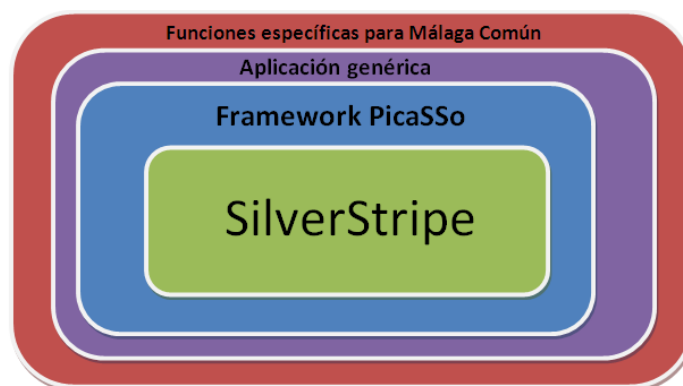 Funciones específicas para Málaga Común
Aplicación genérica
Framework PicaSSo
SilverStripe